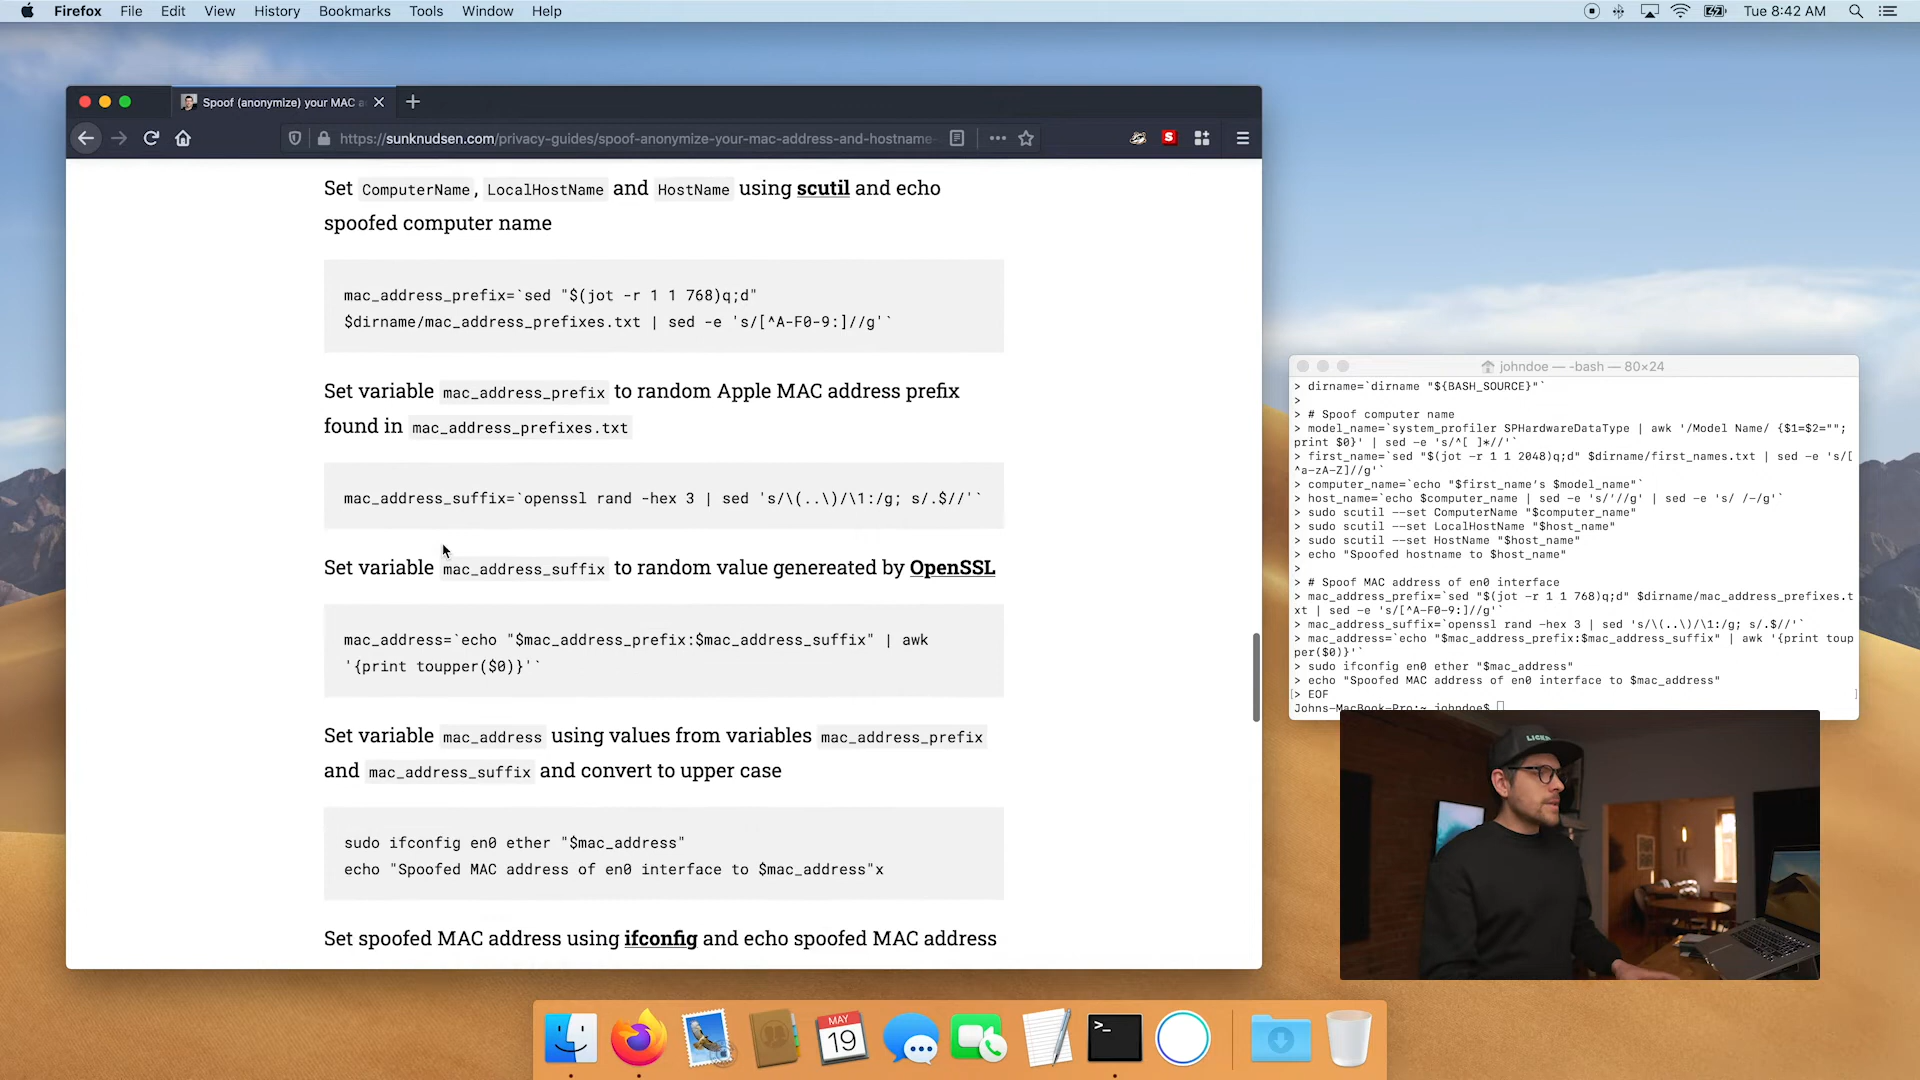 Firefox File Edit View History Bookmarks Tools Window Help
Tue 8:42 AM
Spoof (anonymize) your MAC a
https://sunknudsen.com/privacy-guides/spoof-anonymize-your-mac-address-and-hostname-
S
Set ComputerName, LocalHostName and HostName using scutil and echo
spoofed computer name
mac_address_prefix=`sed "$(jot -r 1 1 768)q;d"
$dirname/mac_address_prefixes.txt | sed -e 's/[^A-F0-9:]//g'`
Set variable mac_address_prefix to random Apple MAC address prefix
found in mac_address_prefixes.txt
mac_address_suffix=`openssl rand -hex 3 | sed 's/\(..\)/\1:/g; s/.$//'`
Set variable mac_address_suffix to random value genereated by OpenSSL
mac_address=`echo "$mac_address_prefix:$mac_address_suffix" | awk
'{print toupper($0)}'`
Set variable mac_address using values from variables mac_address_prefix
and mac_address_suffix and convert to upper case
sudo ifconfig en0 ether "$mac_address"
echo "Spoofed MAC address of en0 interface to $mac_address"x
Set spoofed MAC address using ifconfig and echo spoofed MAC address
johndoe — -bash — 80×24
> dirname=`dirname "${BASH_SOURCE}"`
>
> # Spoof computer name
> model_name=`system_profiler SPHardwareDataType | awk '/Model Name/ {$1=$2="";
print $0}' | sed -e 's/^[ ]*//'`
> first_name=`sed "$(jot -r 1 1 2048)q;d" $dirname/first_names.txt | sed -e 's/[
^a-zA-Z]//g'`
> computer_name=`echo "$first_name's $model_name"`
> host_name=`echo $computer_name | sed -e 's/'//g' | sed -e 's/ /-/g'`
> sudo scutil --set ComputerName "$computer_name"
> sudo scutil --set LocalHostName "$host_name"
> sudo scutil --set HostName "$host_name"
> echo "Spoofed hostname to $host_name"
>
> # Spoof MAC address of en0 interface
> mac_address_prefix=`sed "$(jot -r 1 1 768)q;d" $dirname/mac_address_prefixes.t
xt | sed -e 's/[^A-F0-9:]//g'`
> mac_address_suffix=`openssl rand -hex 3 | sed 's/\(..\)/\1:/g; s/.$//'`
> mac_address=`echo "$mac_address_prefix:$mac_address_suffix" | awk '{print toup
per($0)}'`
> sudo ifconfig en0 ether "$mac_address"
> echo "Spoofed MAC address of en0 interface to $mac_address"
[> EOF ]
Johns-MacBook-Pro:~ johndoe$
MAY
19
>_